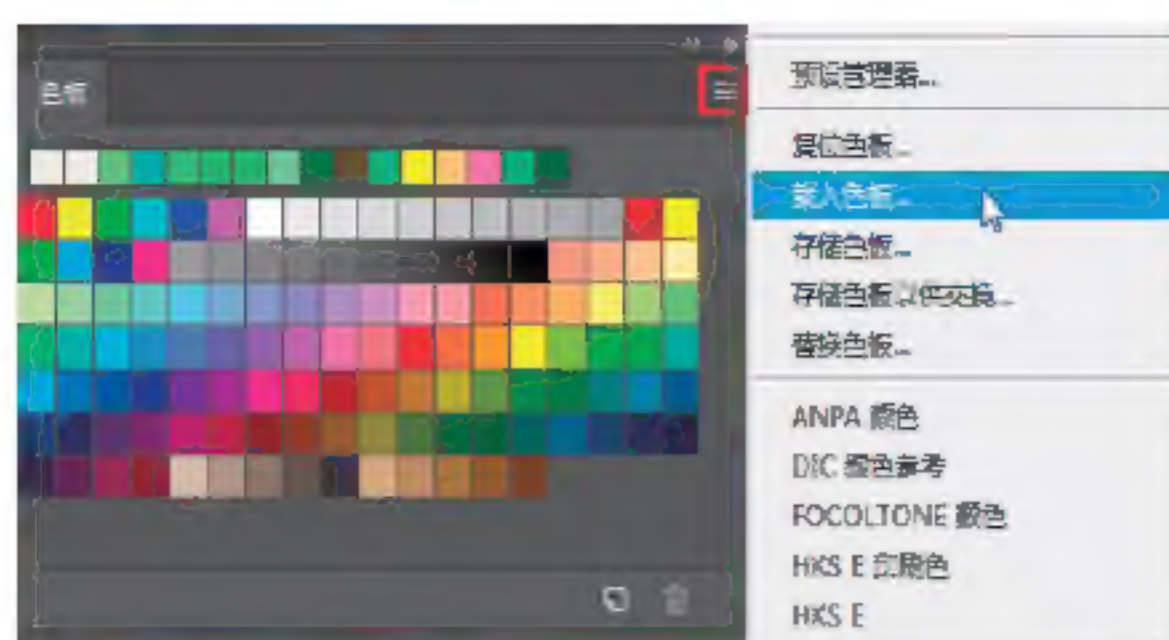 色板
预设管理器...
复位色板...
载入色板...
存储色板...
存储色板以供交换...
替换色板...
ANPA 颜色
DIC 颜色参考
FOCOLTONE 颜色
HKS E 印刷色
HKS E